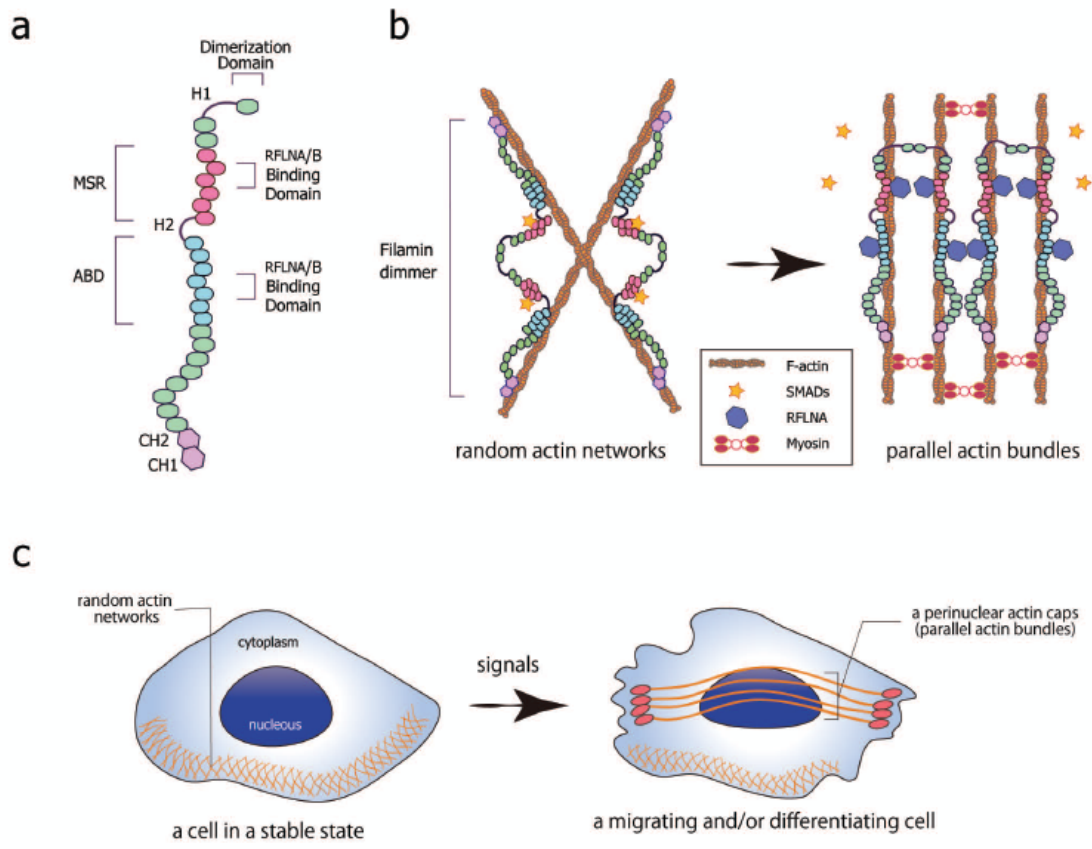 a
Dimerization
Domain
H1
MSR
RFLNA/B
Binding
Domain
H2
ABD
RFLNA/B
Binding
Domain
CH2
CH1
b
Filamin
dimmer
random actin networks
F-actin
SMADs
RFLNA
Myosin
parallel actin bundles
c
random actin
networks
cytoplasm
nucleous
a cell in a stable state
signals
a perinuclear actin caps
(parallel actin bundles)
a migrating and/or differentiating cell